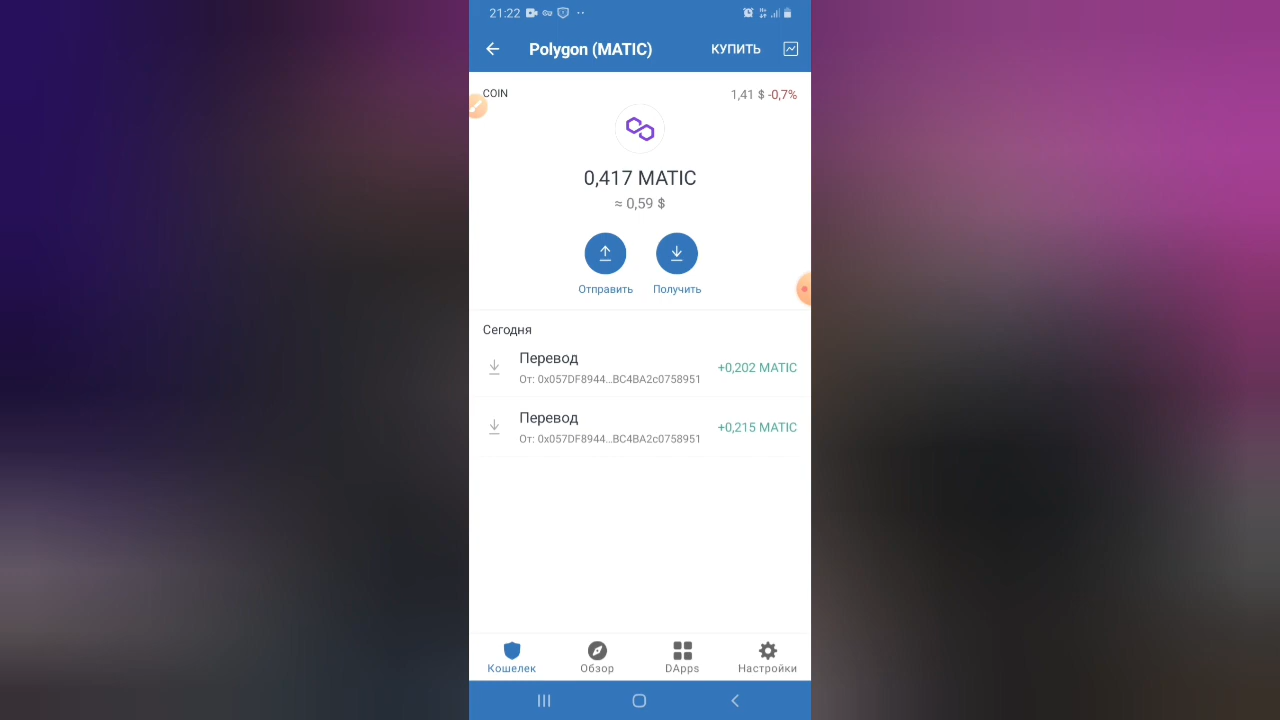 21:22
Polygon (MATIC) КУПИТЬ
COIN 1,41 $ -0,7%
0,417 MATIC
≈ 0,59 $
Отправить Получить
Сегодня
Перевод
+0,202 MATIC
От: 0x057DF8944...BC4BA2c0758951
Перевод
+0,215 MATIC
От: 0x057DF8944...BC4BA2c0758951
Кошелек Обзор DApps Настройки